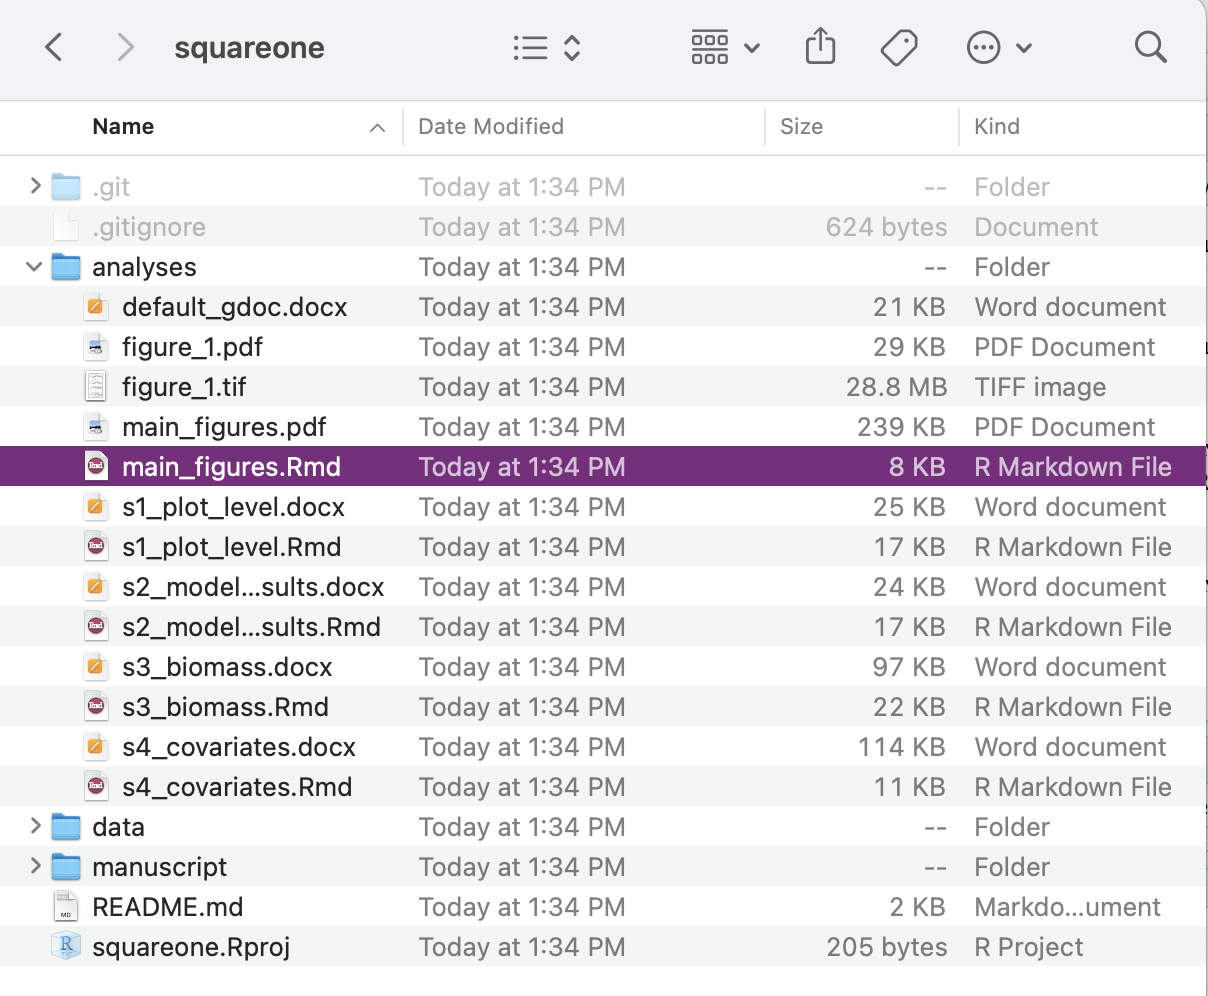 squareone
Name Date Modified Size Kind
.git Today at 1:34 PM -- Folder
.gitignore Today at 1:34 PM 624 bytes Document
analyses Today at 1:34 PM -- Folder
default_gdoc.docx Today at 1:34 PM 21 KB Word document
figure_1.pdf Today at 1:34 PM 29 KB PDF Document
figure_1.tif Today at 1:34 PM 28.8 MB TIFF image
main_figures.pdf Today at 1:34 PM 239 KB PDF Document
main_figures.Rmd Today at 1:34 PM 8 KB R Markdown File
s1_plot_level.docx Today at 1:34 PM 25 KB Word document
s1_plot_level.Rmd Today at 1:34 PM 17 KB R Markdown File
s2_model...sults.docx Today at 1:34 PM 24 KB Word document
s2_model...sults.Rmd Today at 1:34 PM 17 KB R Markdown File
s3_biomass.docx Today at 1:34 PM 97 KB Word document
s3_biomass.Rmd Today at 1:34 PM 22 KB R Markdown File
s4_covariates.docx Today at 1:34 PM 114 KB Word document
s4_covariates.Rmd Today at 1:34 PM 11 KB R Markdown File
data Today at 1:34 PM -- Folder
manuscript Today at 1:34 PM -- Folder
README.md Today at 1:34 PM 2 KB Markdo...ument
squareone.Rproj Today at 1:34 PM 205 bytes R Project